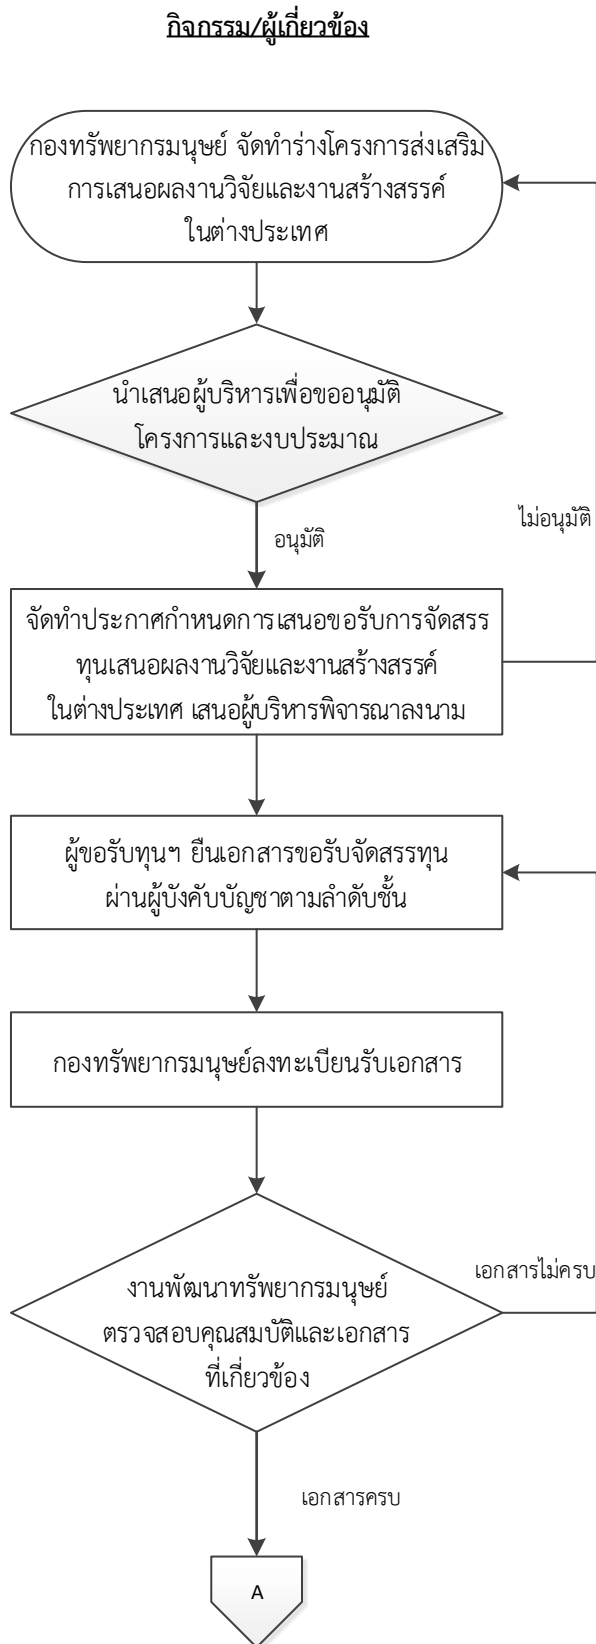 กิจกรรม/ผู้เกี่ยวข้อง
กองทรัพยากรมนุษย์ จัดทำร่างโครงการส่งเสริม
การเสนอผลงานวิจัยและงานสร้างสรรค์
ในต่างประเทศ
นำเสนอผู้บริหารเพื่อขออนุมัติ
โครงการและงบประมาณ
ไม่อนุมัติ
อนุมัติ
จัดทำประกาศกำหนดการเสนอขอรับการจัดสรร
ทุนเสนอผลงานวิจัยและงานสร้างสรรค์
ในต่างประเทศ เสนอผู้บริหารพิจารณาลงนาม
ผู้ขอรับทุนฯ ยืนเอกสารขอรับจัดสรรทุน
ผ่านผู้บังคับบัญชาตามลำดับชั้น
กองทรัพยากรมนุษย์ลงทะเบียนรับเอกสาร
เอกสารไม่ครบ
งานพัฒนาทรัพยากรมนุษย์
ตรวจสอบคุณสมบัติและเอกสาร
ที่เกี่ยวข้อง
เอกสารครบ
A